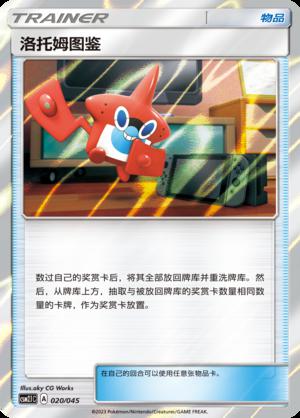 TRAINER
物品
洛托姆图鉴
数过自己的奖赏卡后，将其全部放回牌库并重洗牌库。然
后，从牌库上方，抽取与被放回牌库的奖赏卡数量相同数
量的卡牌，作为奖赏卡放置。
Illus.aky CG Works
A 020/045
在自己的回合可以使用任意张物品卡。
©2023 Pokémon/Nintendo/Creatures/GAME FREAK.